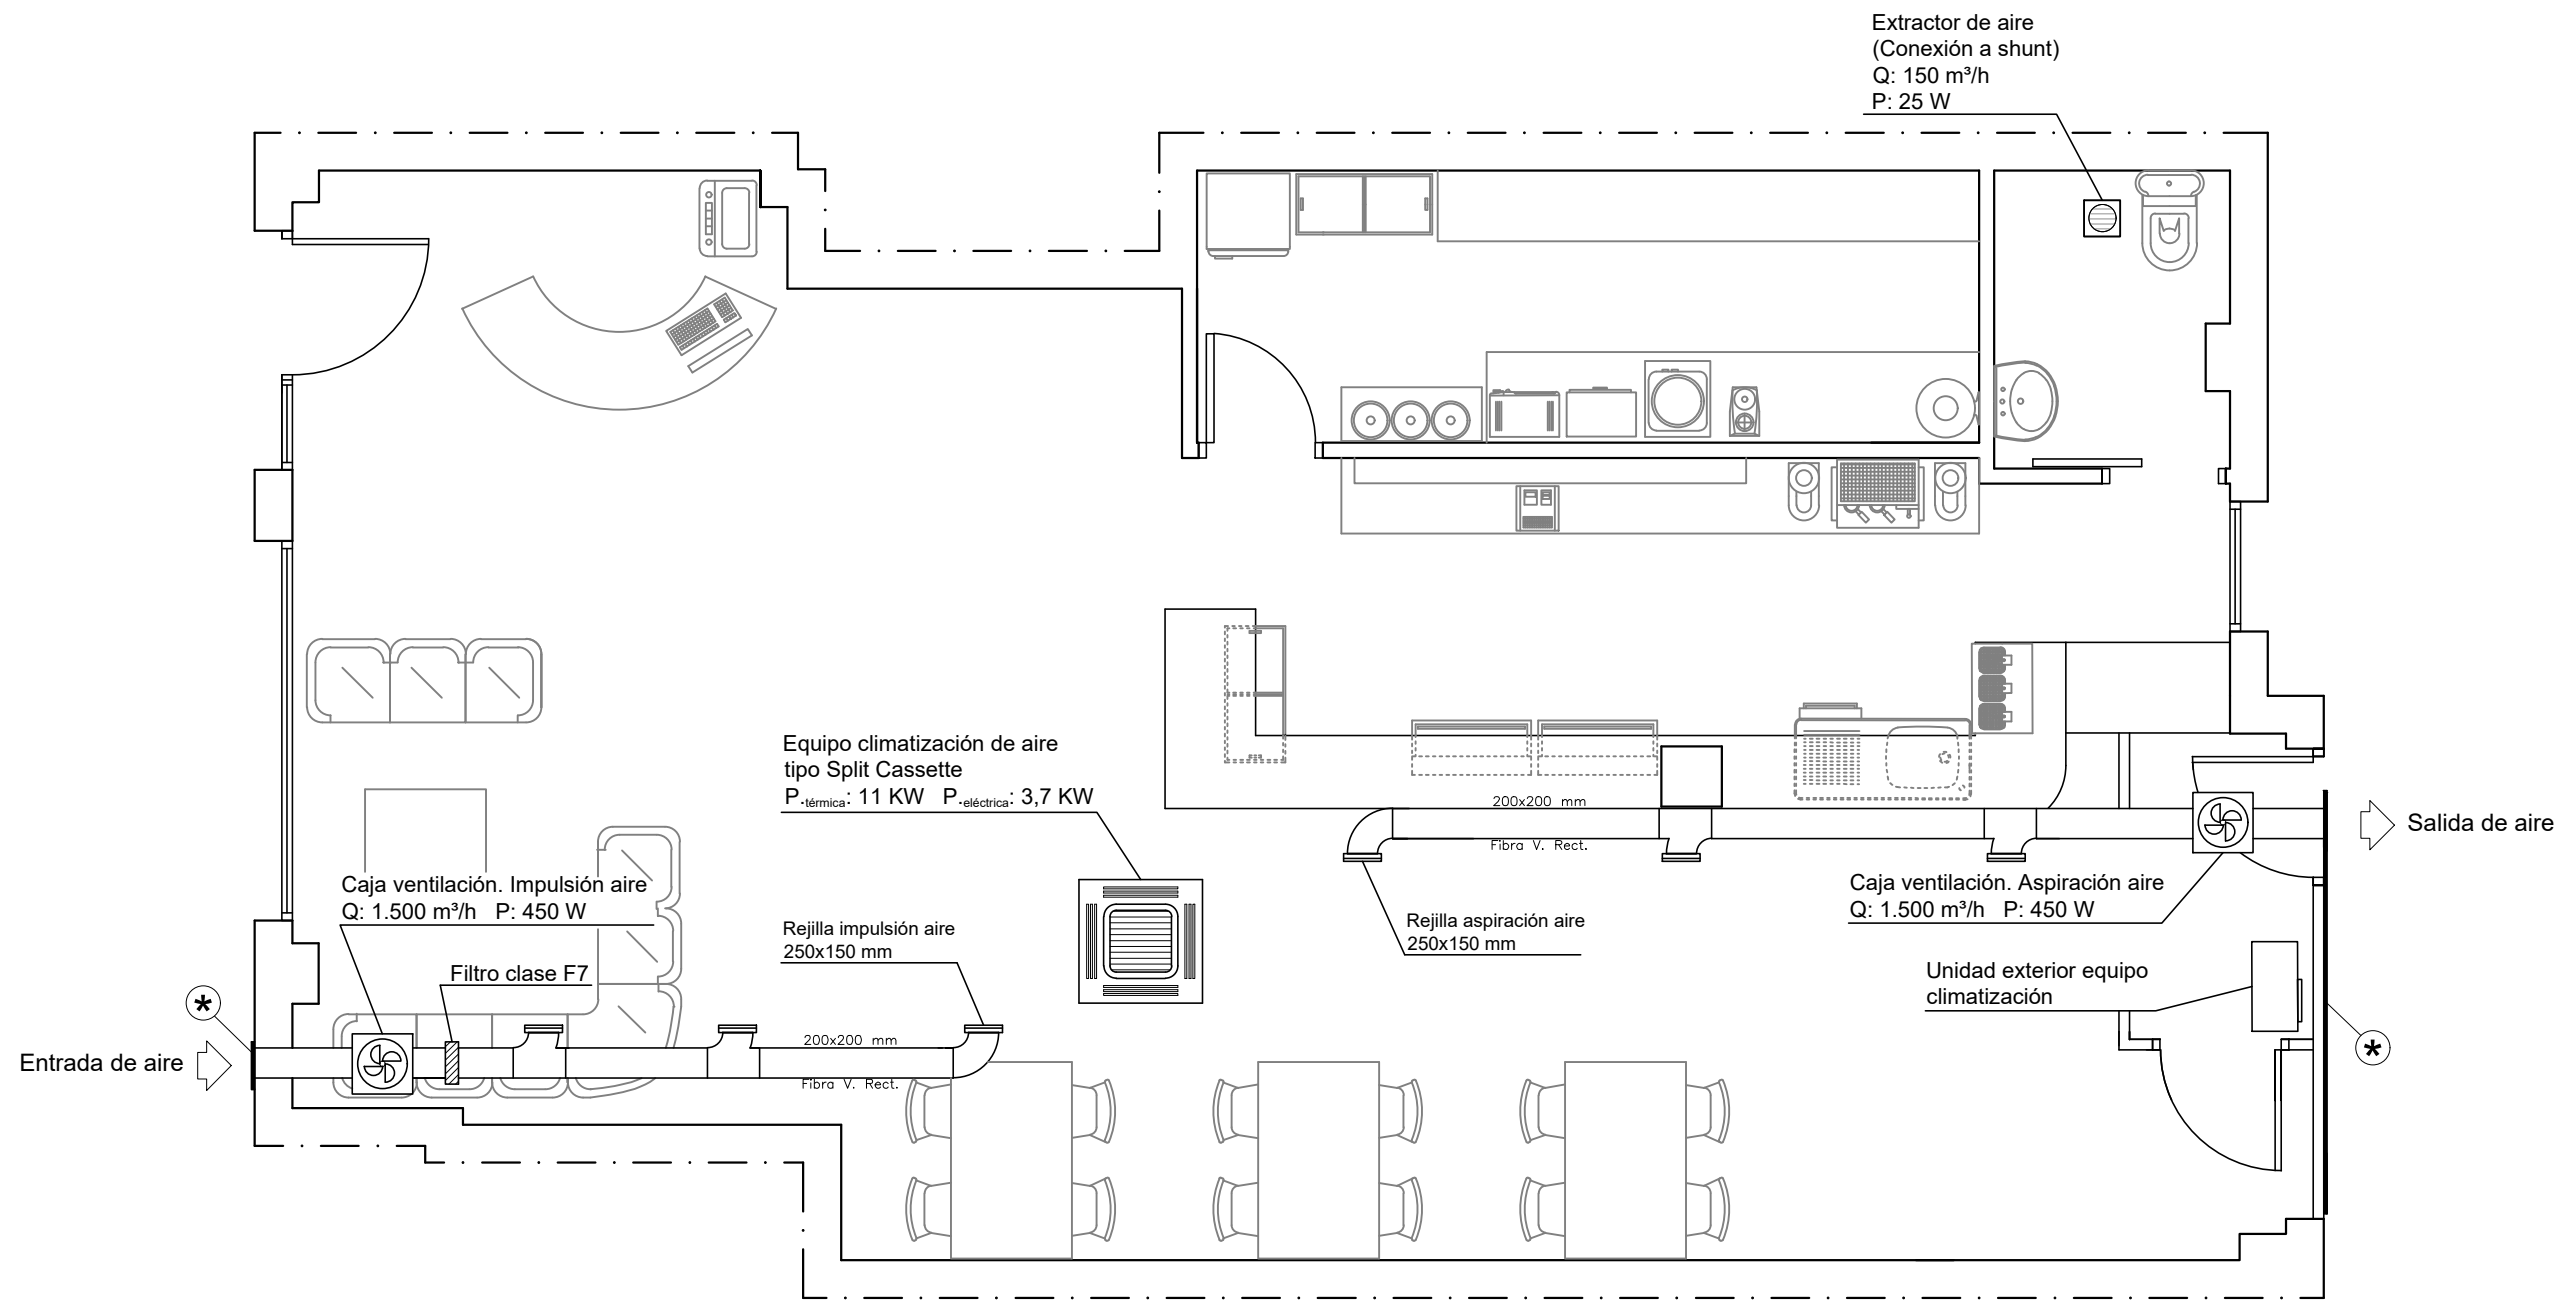 Extractor de aire
(Conexión a shunt)
Q: 150 m³/h
P: 25 W
Equipo climatización de aire
tipo Split Cassette
P.térmica: 11 KW P.eléctrica: 3,7 KW
200x200 mm
Fibra V. Rect.
Salida de aire
Caja ventilación. Impulsión aire
Q: 1.500 m³/h P: 450 W
Caja ventilación. Aspiración aire
Q: 1.500 m³/h P: 450 W
Rejilla impulsión aire
250x150 mm
Rejilla aspiración aire
250x150 mm
Filtro clase F7
Unidad exterior equipo
climatización
*
Entrada de aire
200x200 mm
Fibra V. Rect.
*